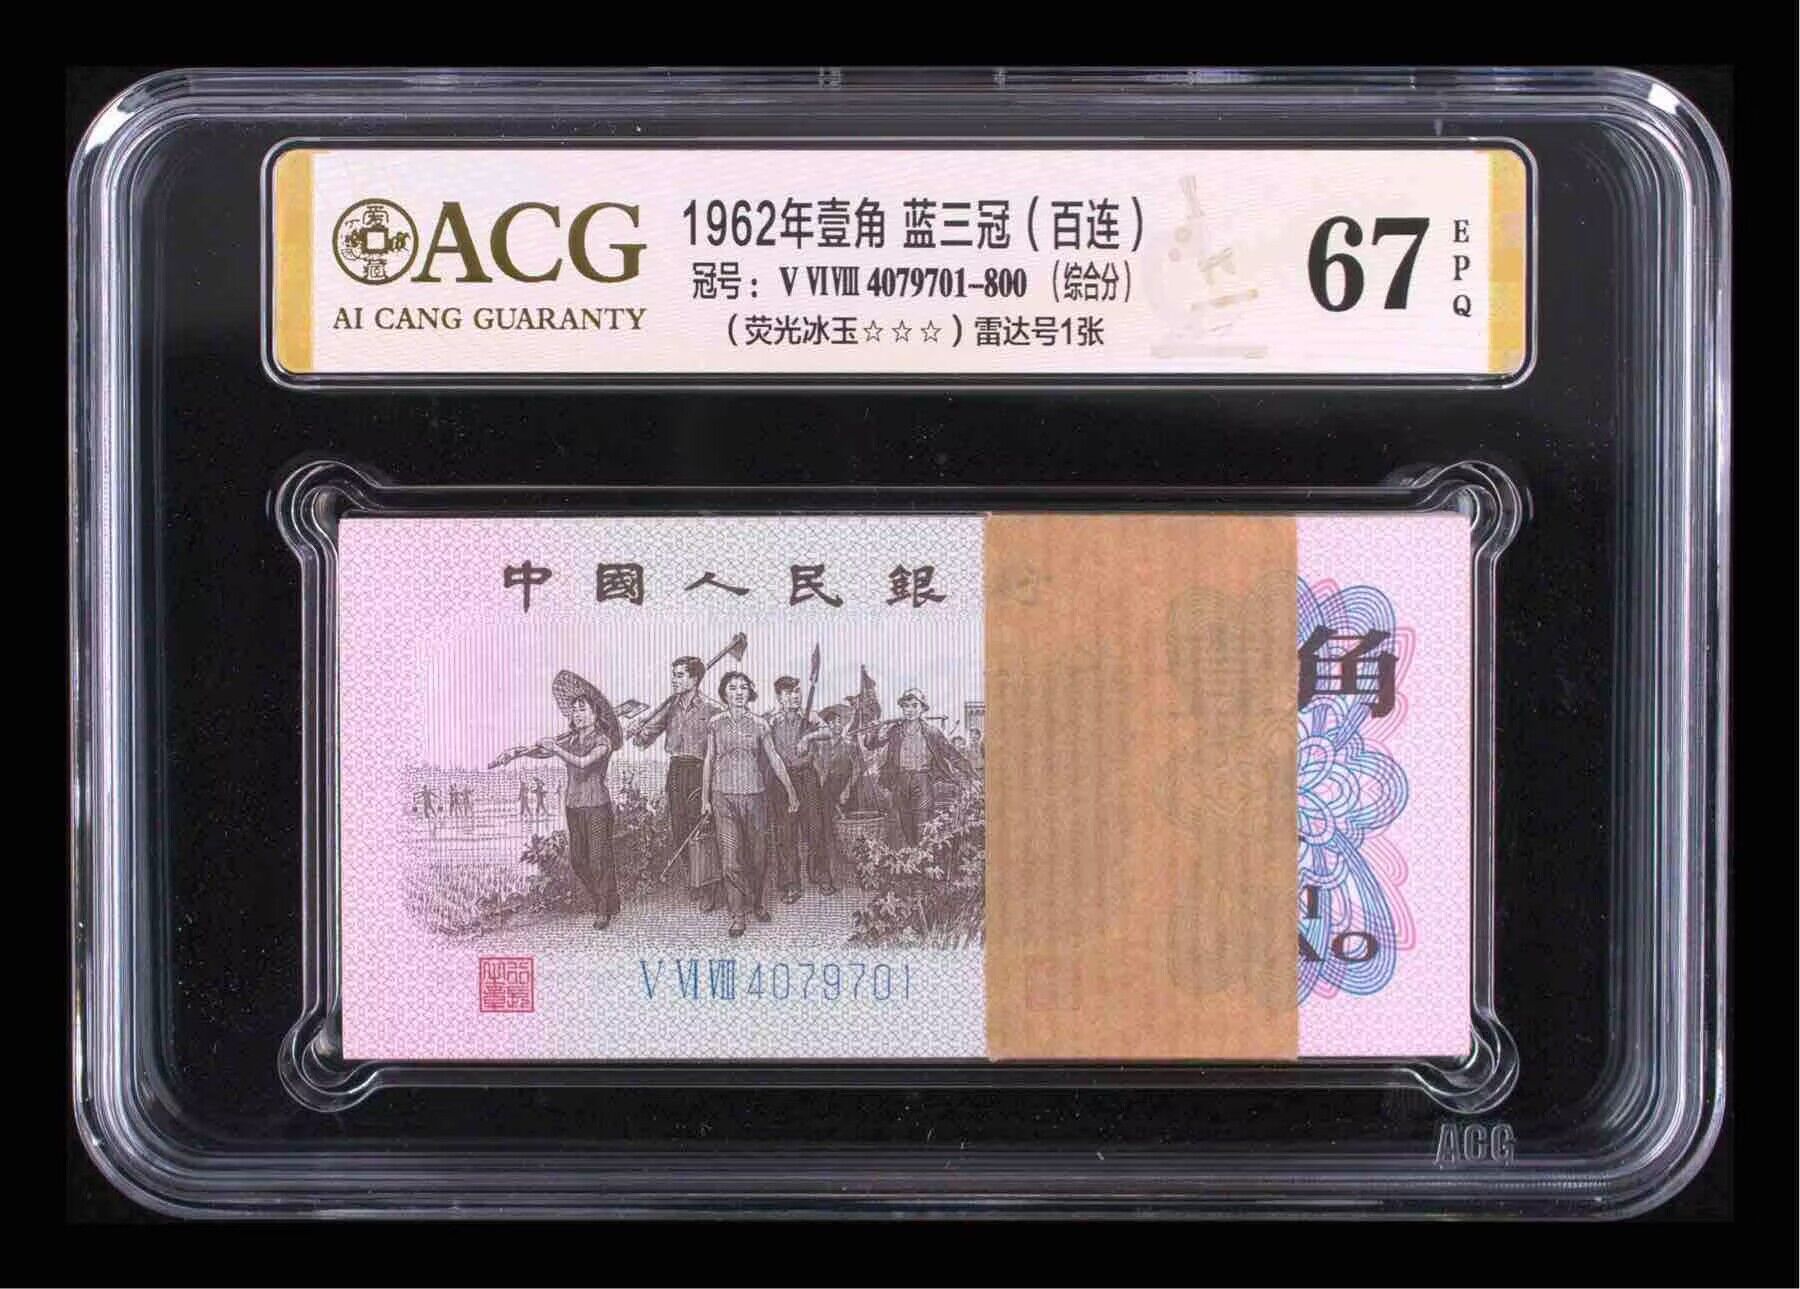 ACG
AI CANG GUARANTY
1962年壹角 蓝三冠(百连)
冠号：Ⅴ Ⅵ Ⅷ 4079701-800 (综合分)
(荧光冰玉☆☆☆)雷达号1张
67
EPQ
中國人民銀
角
Ⅴ Ⅵ Ⅷ 4079701
I
AO
ACG